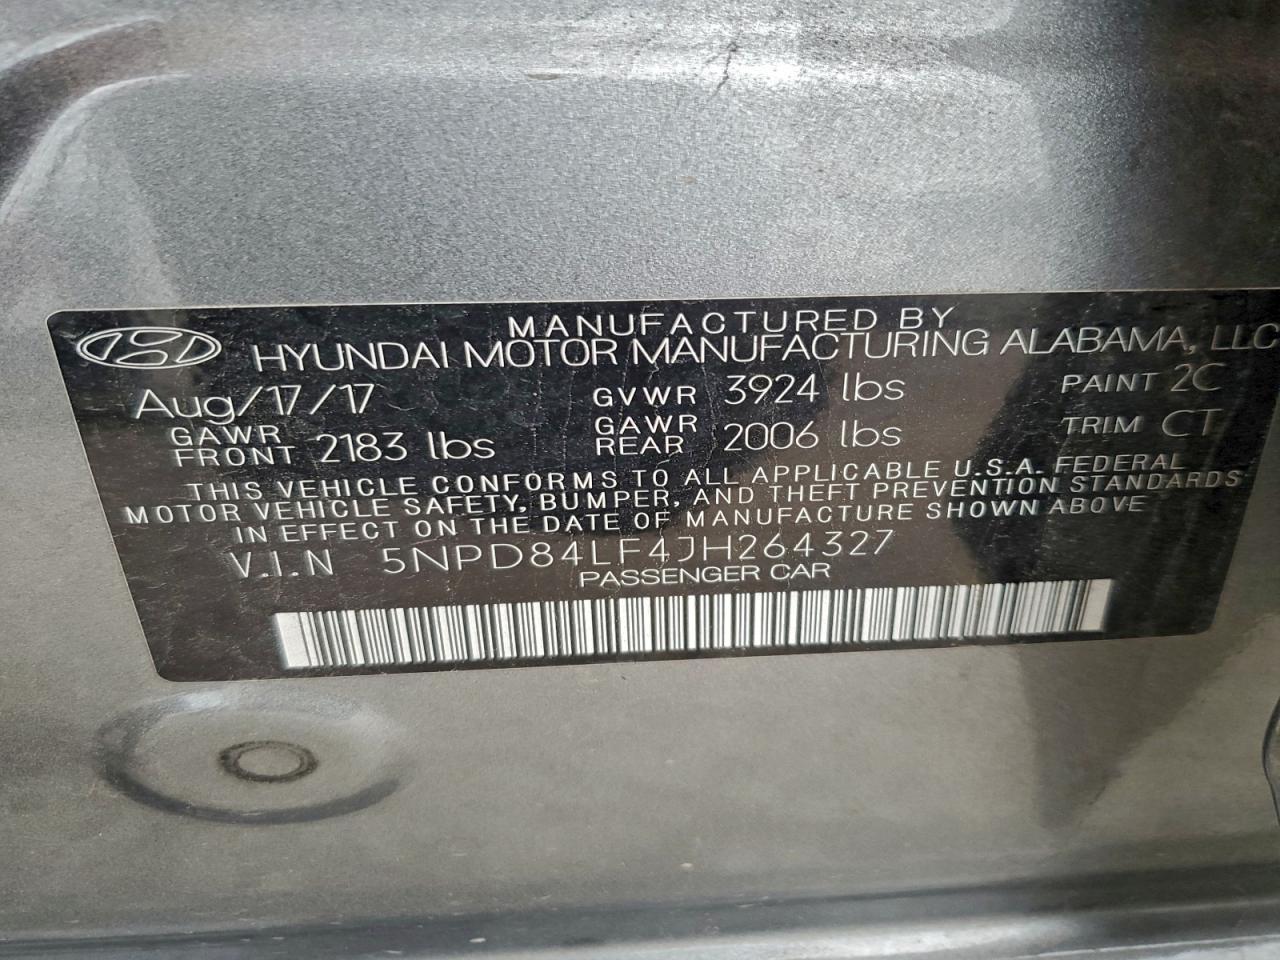 MANUFACTURED BY
HYUNDAI MOTOR MANUFACTURING ALABAMA, LLC
Aug/17/17 GVWR 3924 lbs PAINT 2C
GAWR FRONT 2183 lbs GAWR REAR 2006 lbs TRIM CT
THIS VEHICLE CONFORMS TO ALL APPLICABLE U.S.A. FEDERAL
MOTOR VEHICLE SAFETY, BUMPER, AND THEFT PREVENTION STANDARDS
IN EFFECT ON THE DATE OF MANUFACTURE SHOWN ABOVE
V.I.N 5NPD84LF4JH264327
PASSENGER CAR